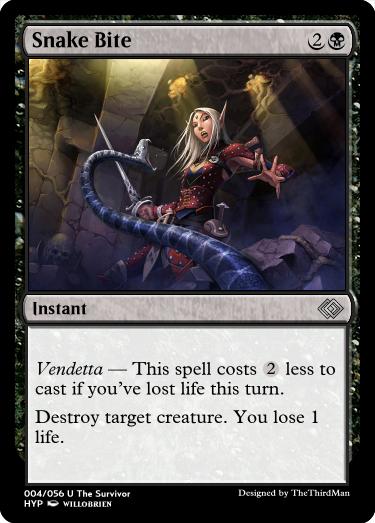 Snake Bite 2
Instant
Vendetta — This spell costs 2 less to
cast if you've lost life this turn.
Destroy target creature. You lose 1
life.
004/056 U The Survivor
HYP WILLOBRIEN
Designed by TheThirdMan